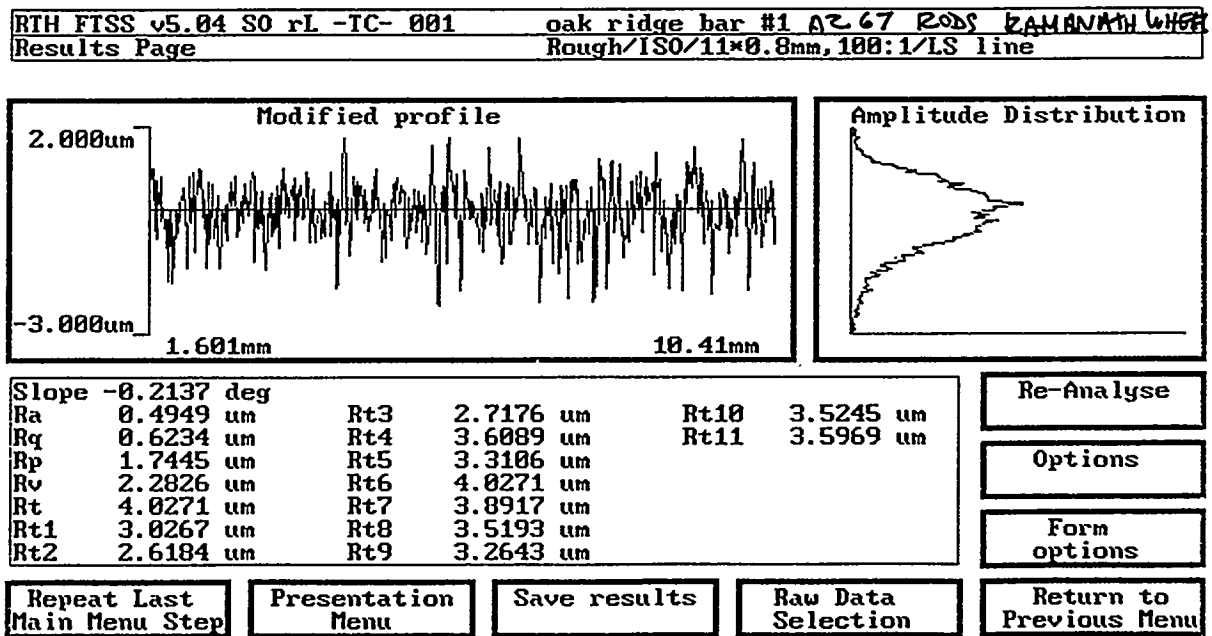 RTH FTSS v5.04 SO rL -TC- 001 oak ridge bar #1 AZ67 RODS RAMANATH WHEEL
Results Page Rough/ISO/11*0.8mm,100:1/LS line
Modified profile
2.000um
-3.000um
1.601mm 10.41mm
Amplitude Distribution
Slope -0.2137 deg
Ra 0.4949 um Rt3 2.7176 um Rt10 3.5245 um
Rq 0.6234 um Rt4 3.6089 um Rt11 3.5969 um
Rp 1.7445 um Rt5 3.3106 um
Rv 2.2826 um Rt6 4.0271 um
Rt 4.0271 um Rt7 3.8917 um
Rt1 3.0267 um Rt8 3.5193 um
Rt2 2.6184 um Rt9 3.2643 um
Re-Analyse
Options
Form
options
Repeat Last
Main Menu Step
Presentation
Menu
Save results
Raw Data
Selection
Return to
Previous Menu